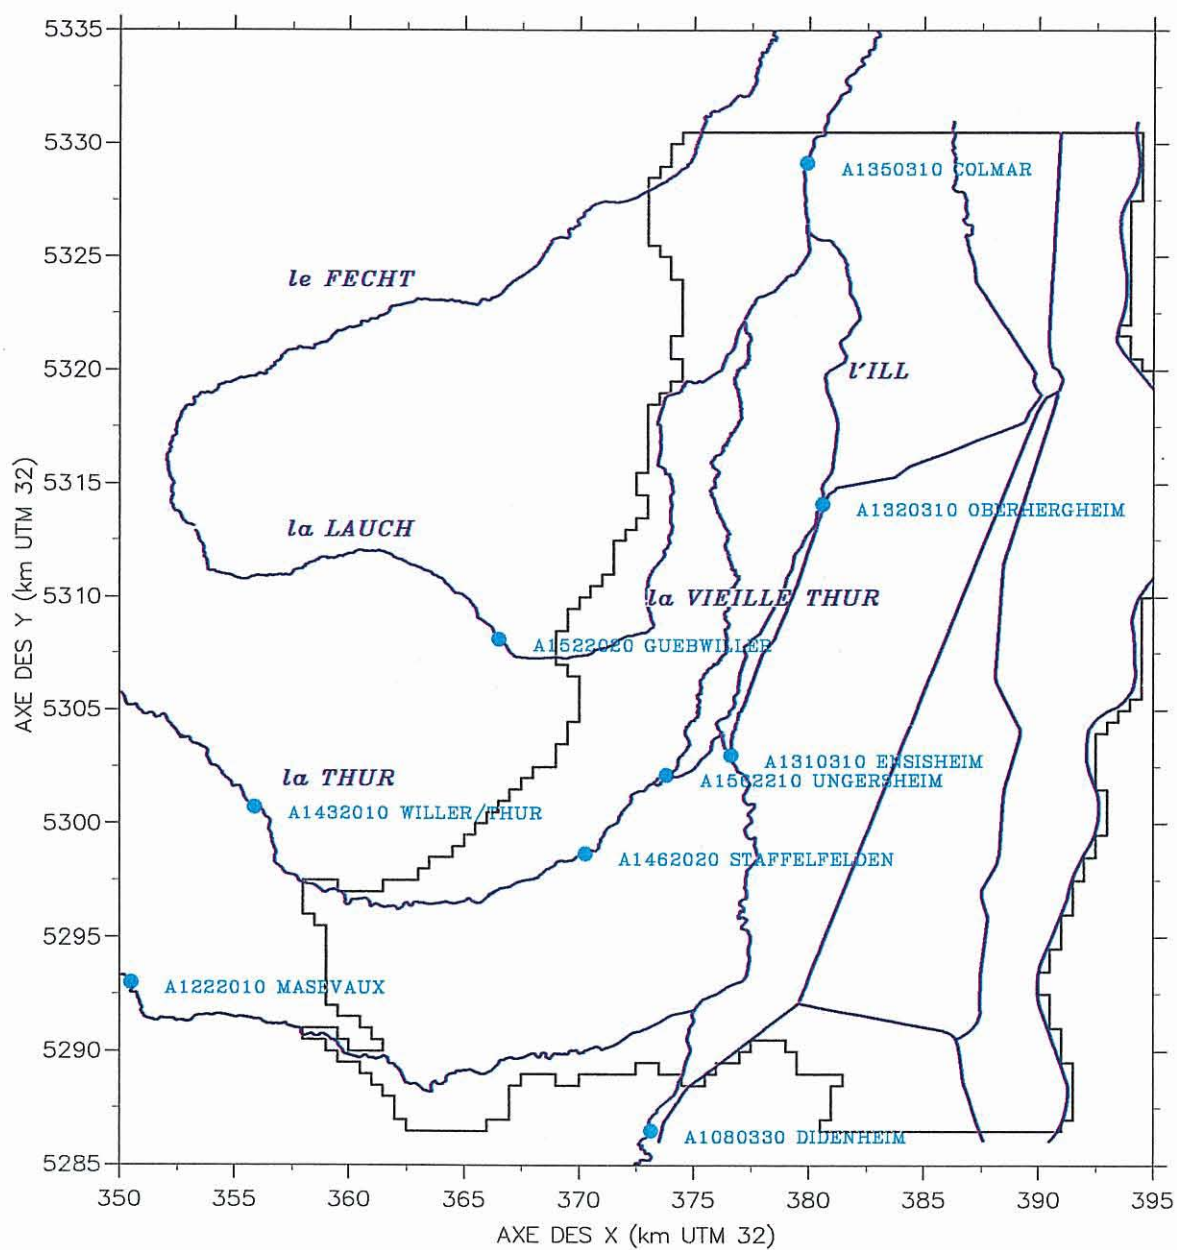 5335
5330
A1350310 COLMAR
5325
le FECHT
5320
l'ILL
5315
A1320310 OBERHERGHEIM
la LAUCH
5310
la VIEILLE THUR
A1522020 GUEBWILLER
5305
la THUR
A1310310 ENSISHEIM
A1502210 UNGERSHEIM
A1432010 WILLER/THUR
5300
A1462020 STAFFELFELDEN
5295
A1222010 MASEVAUX
5290
A1080330 DIDENHEIM
5285
AXE DES Y (km UTM 32)
350 355 360 365 370 375 380 385 390 395
AXE DES X (km UTM 32)